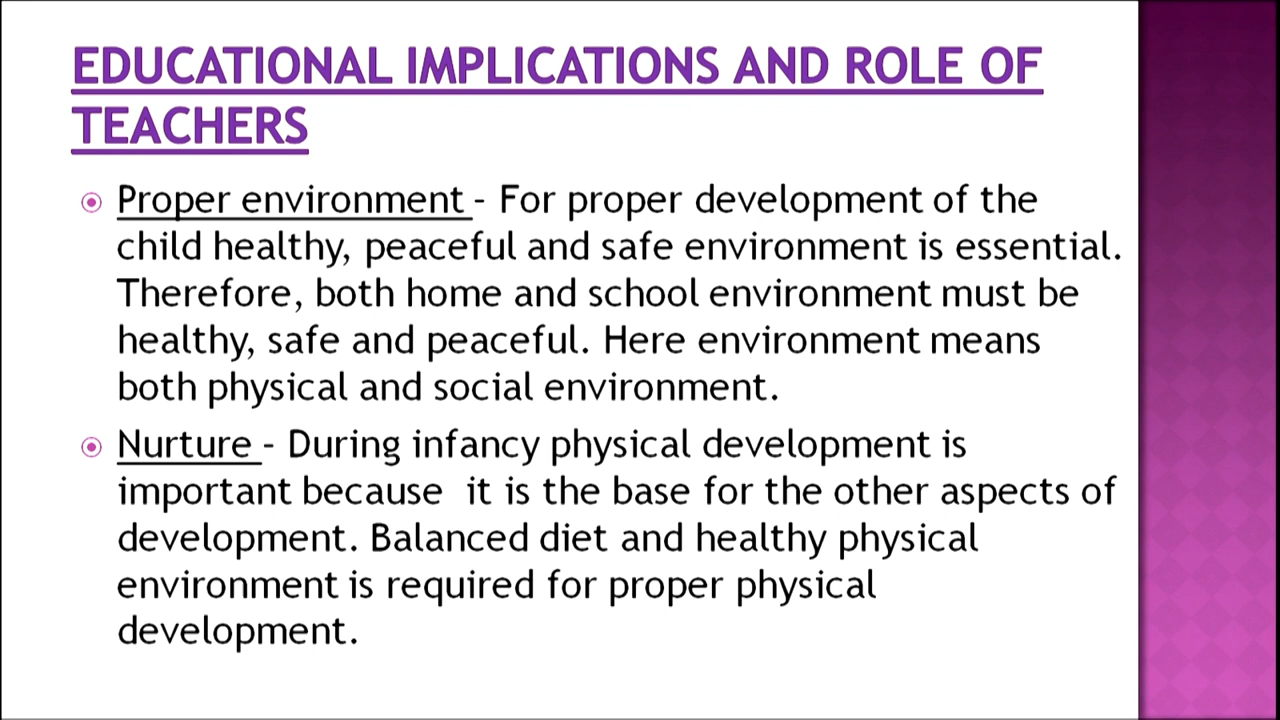 EDUCATIONAL IMPLICATIONS AND ROLE OF
TEACHERS
Proper environment - For proper development of the
child healthy, peaceful and safe environment is essential.
Therefore, both home and school environment must be
healthy, safe and peaceful. Here environment means
both physical and social environment.
Nurture - During infancy physical development is
important because  it is the base for the other aspects of
development. Balanced diet and healthy physical
environment is required for proper physical
development.